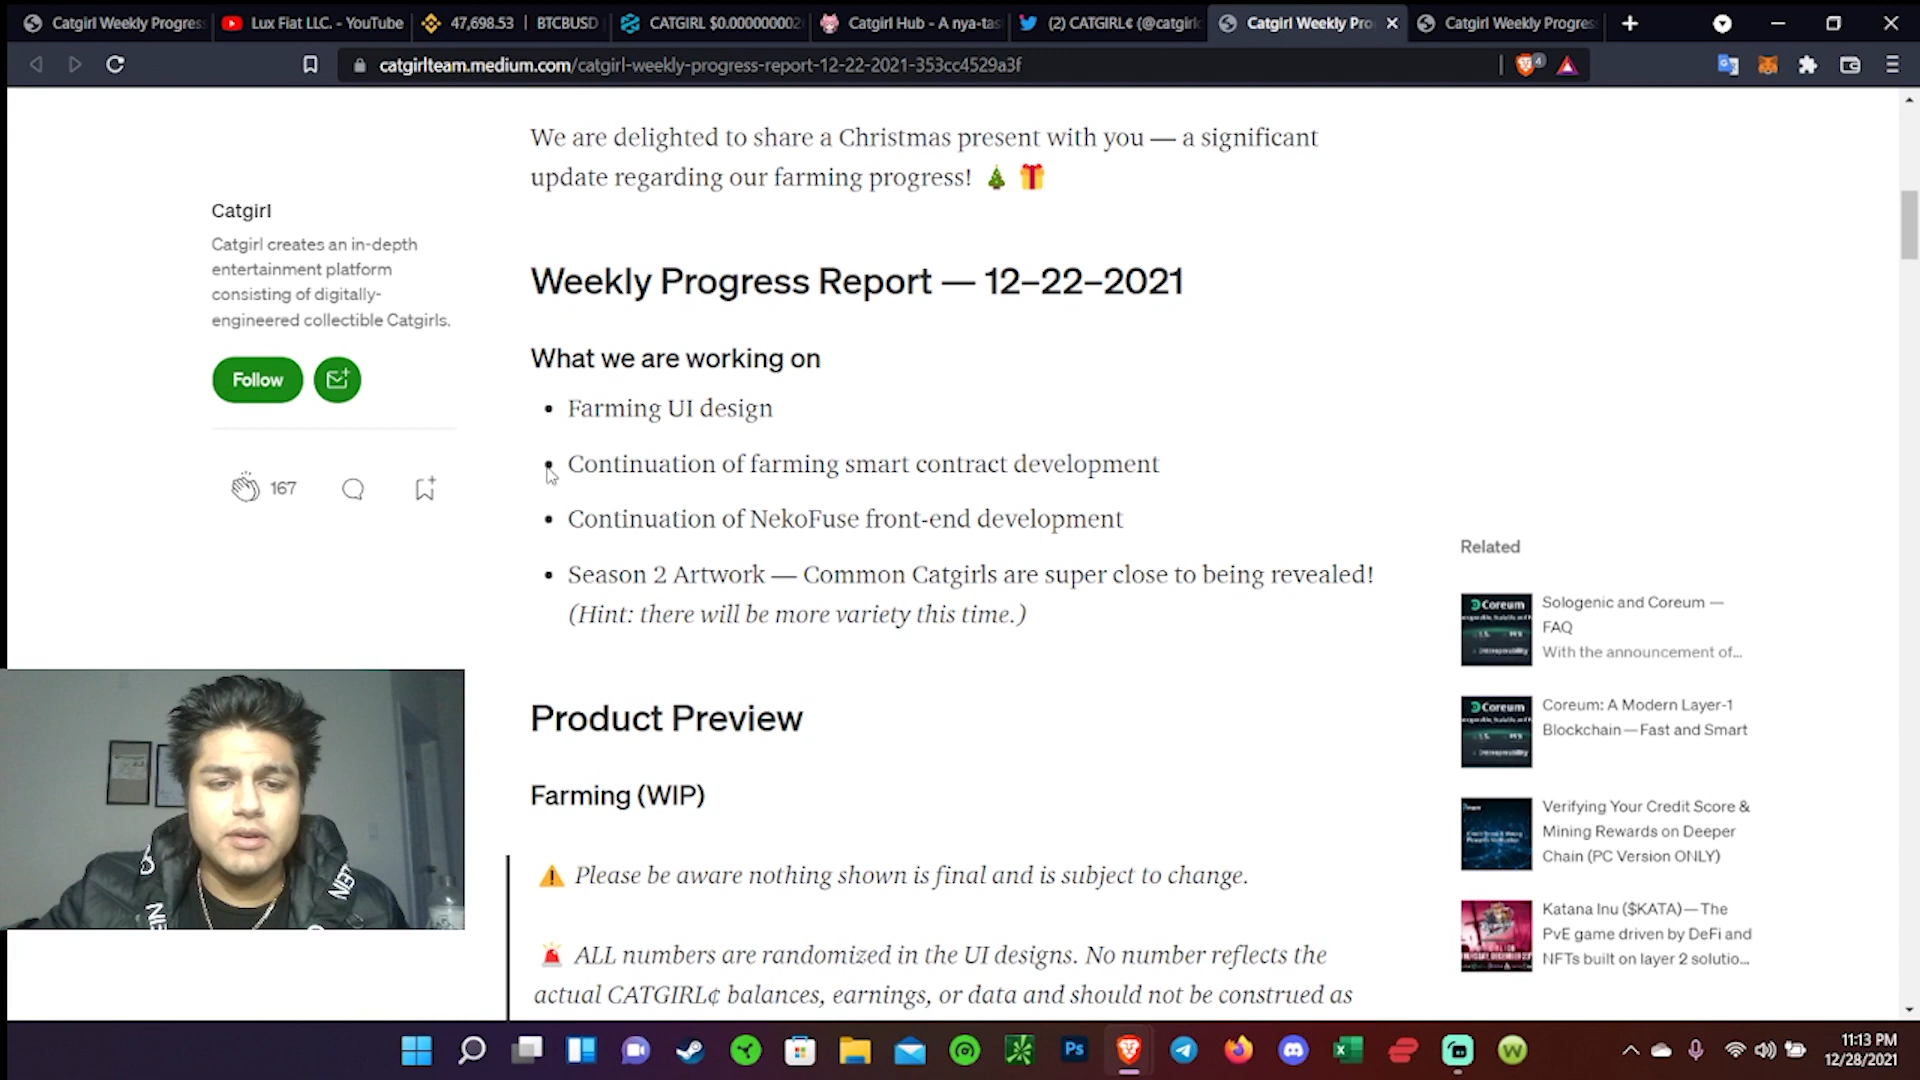 Catgirl Weekly Progres
Lux Fiat LLC. - YouTube
47,698.53 | BTCBUSD
CATGIRL $0.000000002
Catgirl Hub - A nya-tas
(2) CATGIRL¢ (@catgirl
Catgirl Weekly Pro
Catgirl Weekly Progres
catgirlteam.medium.com/catgirl-weekly-progress-report-12-22-2021-353cc4529a3f
4
We are delighted to share a Christmas present with you — a significant
update regarding our farming progress! 🎄 🎁
Catgirl
Catgirl creates an in-depth
entertainment platform
consisting of digitally-
engineered collectible Catgirls.
Follow
167
Weekly Progress Report — 12–22–2021
What we are working on
• Farming UI design
• Continuation of farming smart contract development
• Continuation of NekoFuse front-end development
• Season 2 Artwork — Common Catgirls are super close to being revealed!
(Hint: there will be more variety this time.)
Product Preview
Farming (WIP)
⚠️ Please be aware nothing shown is final and is subject to change.
🚨 ALL numbers are randomized in the UI designs. No number reflects the
actual CATGIRL¢ balances, earnings, or data and should not be construed as
Related
Coreum
Sologenic and Coreum —
FAQ
With the announcement of...
Coreum
Coreum: A Modern Layer-1
Blockchain — Fast and Smart
Verifying Your Credit Score &
Mining Rewards on Deeper
Chain (PC Version ONLY)
Katana Inu ($KATA) — The
PvE game driven by DeFi and
NFTs built on layer 2 solutio...
Ps
11:13 PM
12/28/2021